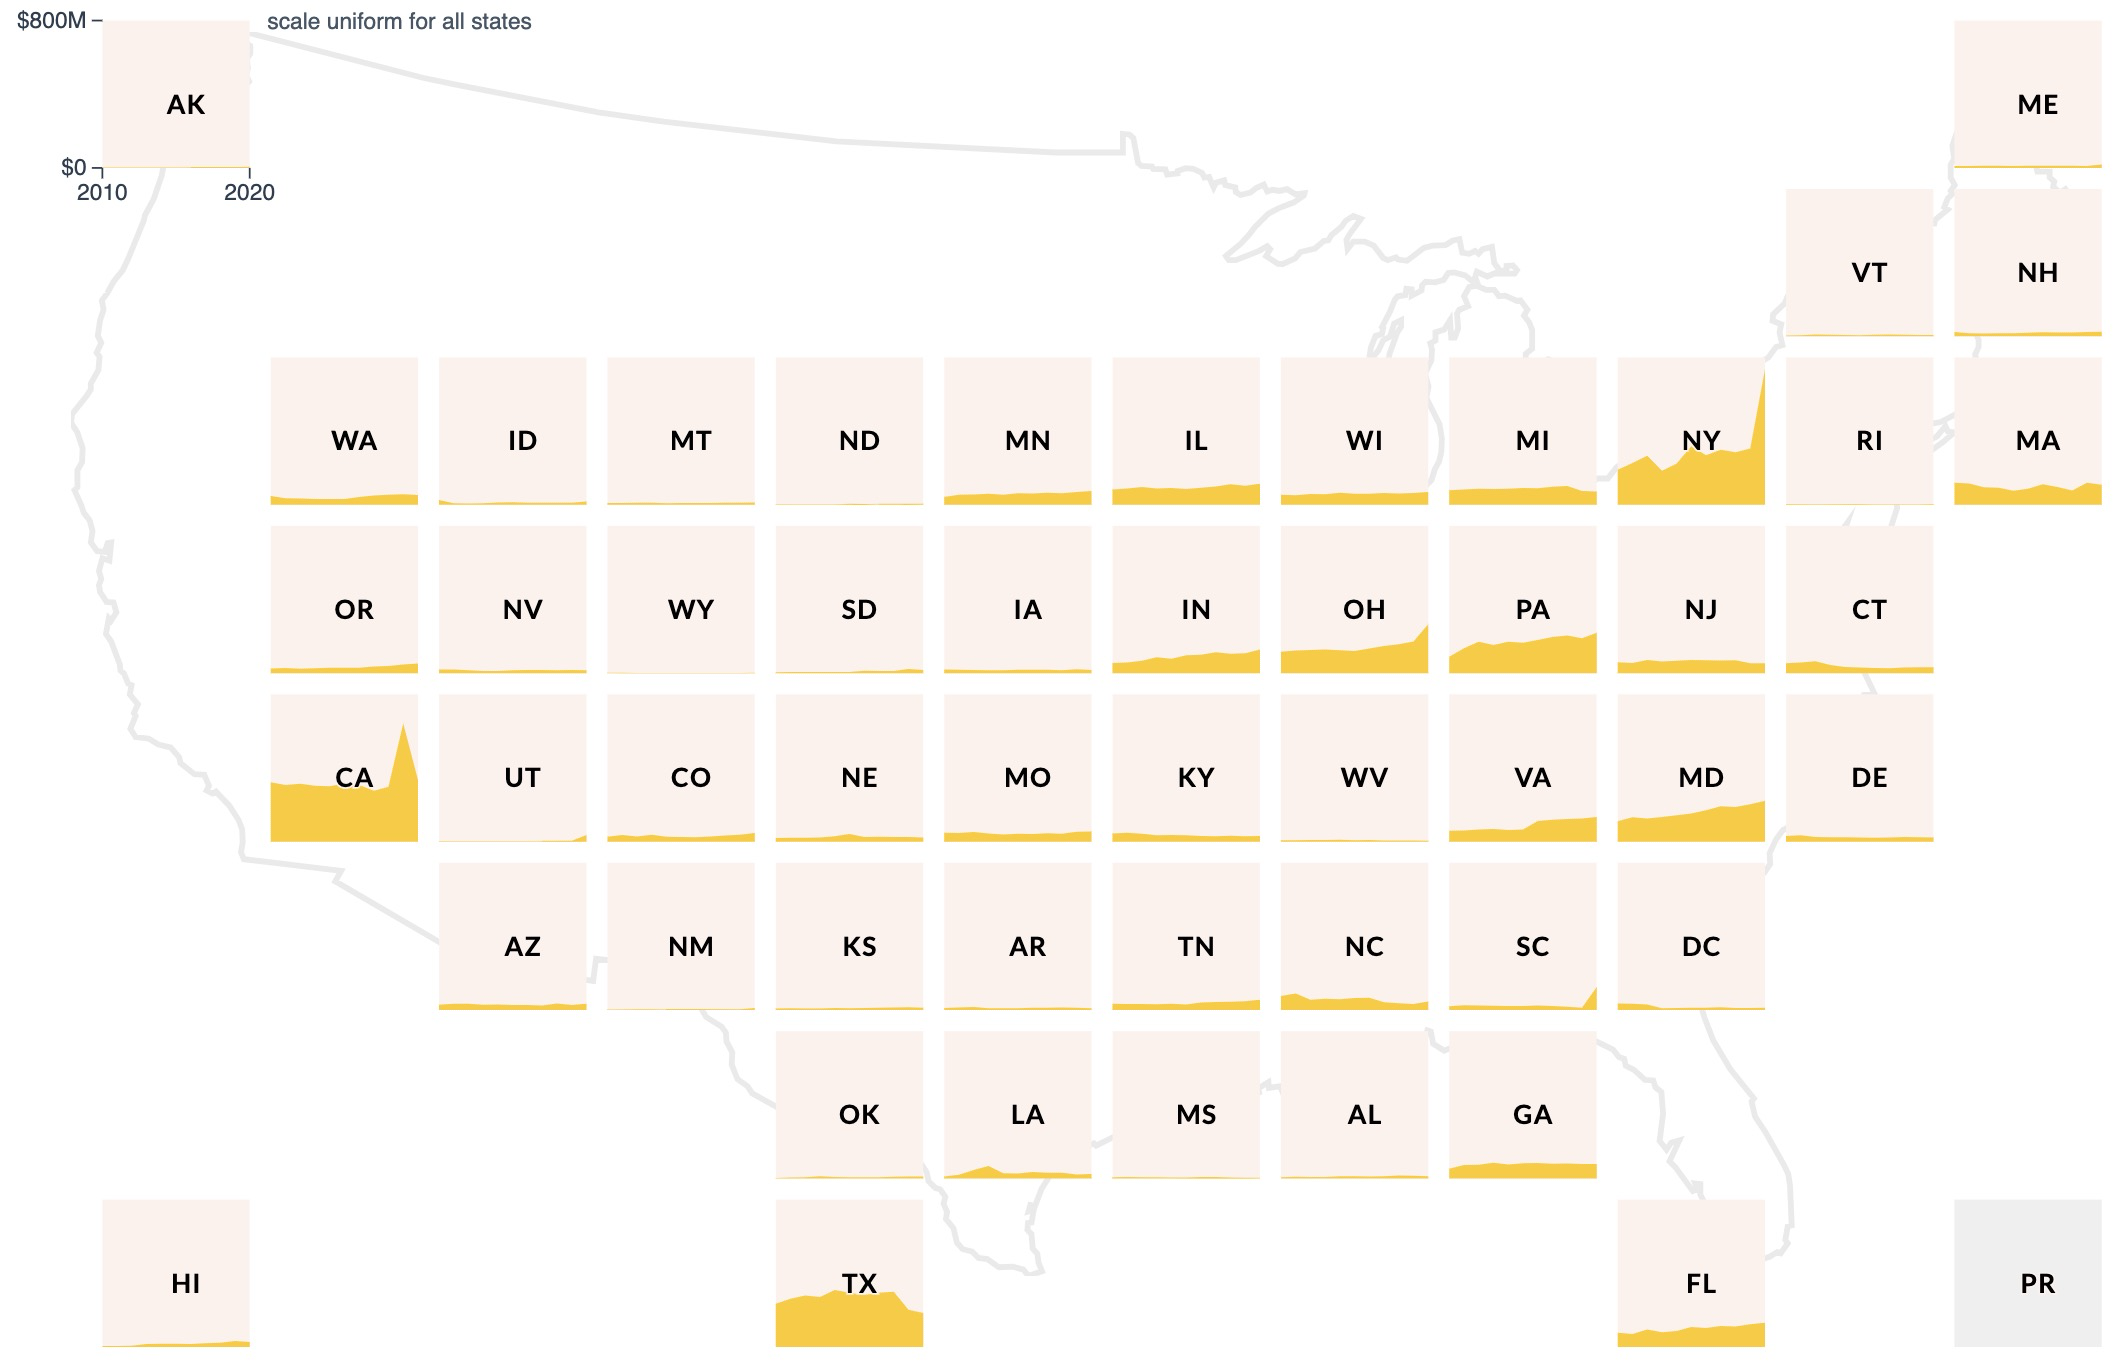 $800M
scale uniform for all states
AK
ME
$0
2010
2020
VT
NH
WA
ID
MT
ND
MN
IL
WI
MI
NY
RI
MA
OR
NV
WY
SD
IA
IN
OH
PA
NJ
CT
CA
UT
CO
NE
MO
KY
WV
VA
MD
DE
AZ
NM
KS
AR
TN
NC
SC
DC
OK
LA
MS
AL
GA
HI
TX
FL
PR